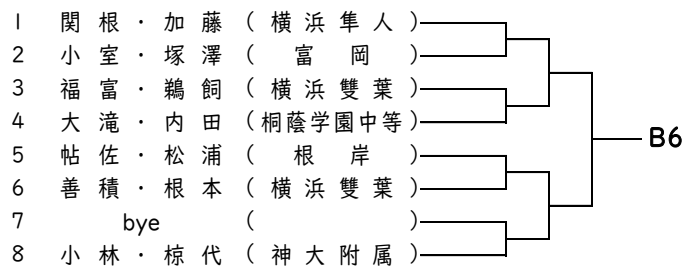 1 関根・加藤(横浜隼人)
2 小室・塚澤(富岡)
3 福富・鵜飼(横浜雙葉)
4 大滝・内田(桐蔭学園中等)
5 帖佐・松浦(根岸)
6 善積・根本(横浜雙葉)
7 bye ( )
8 小林・椋代(神大附属)
B6